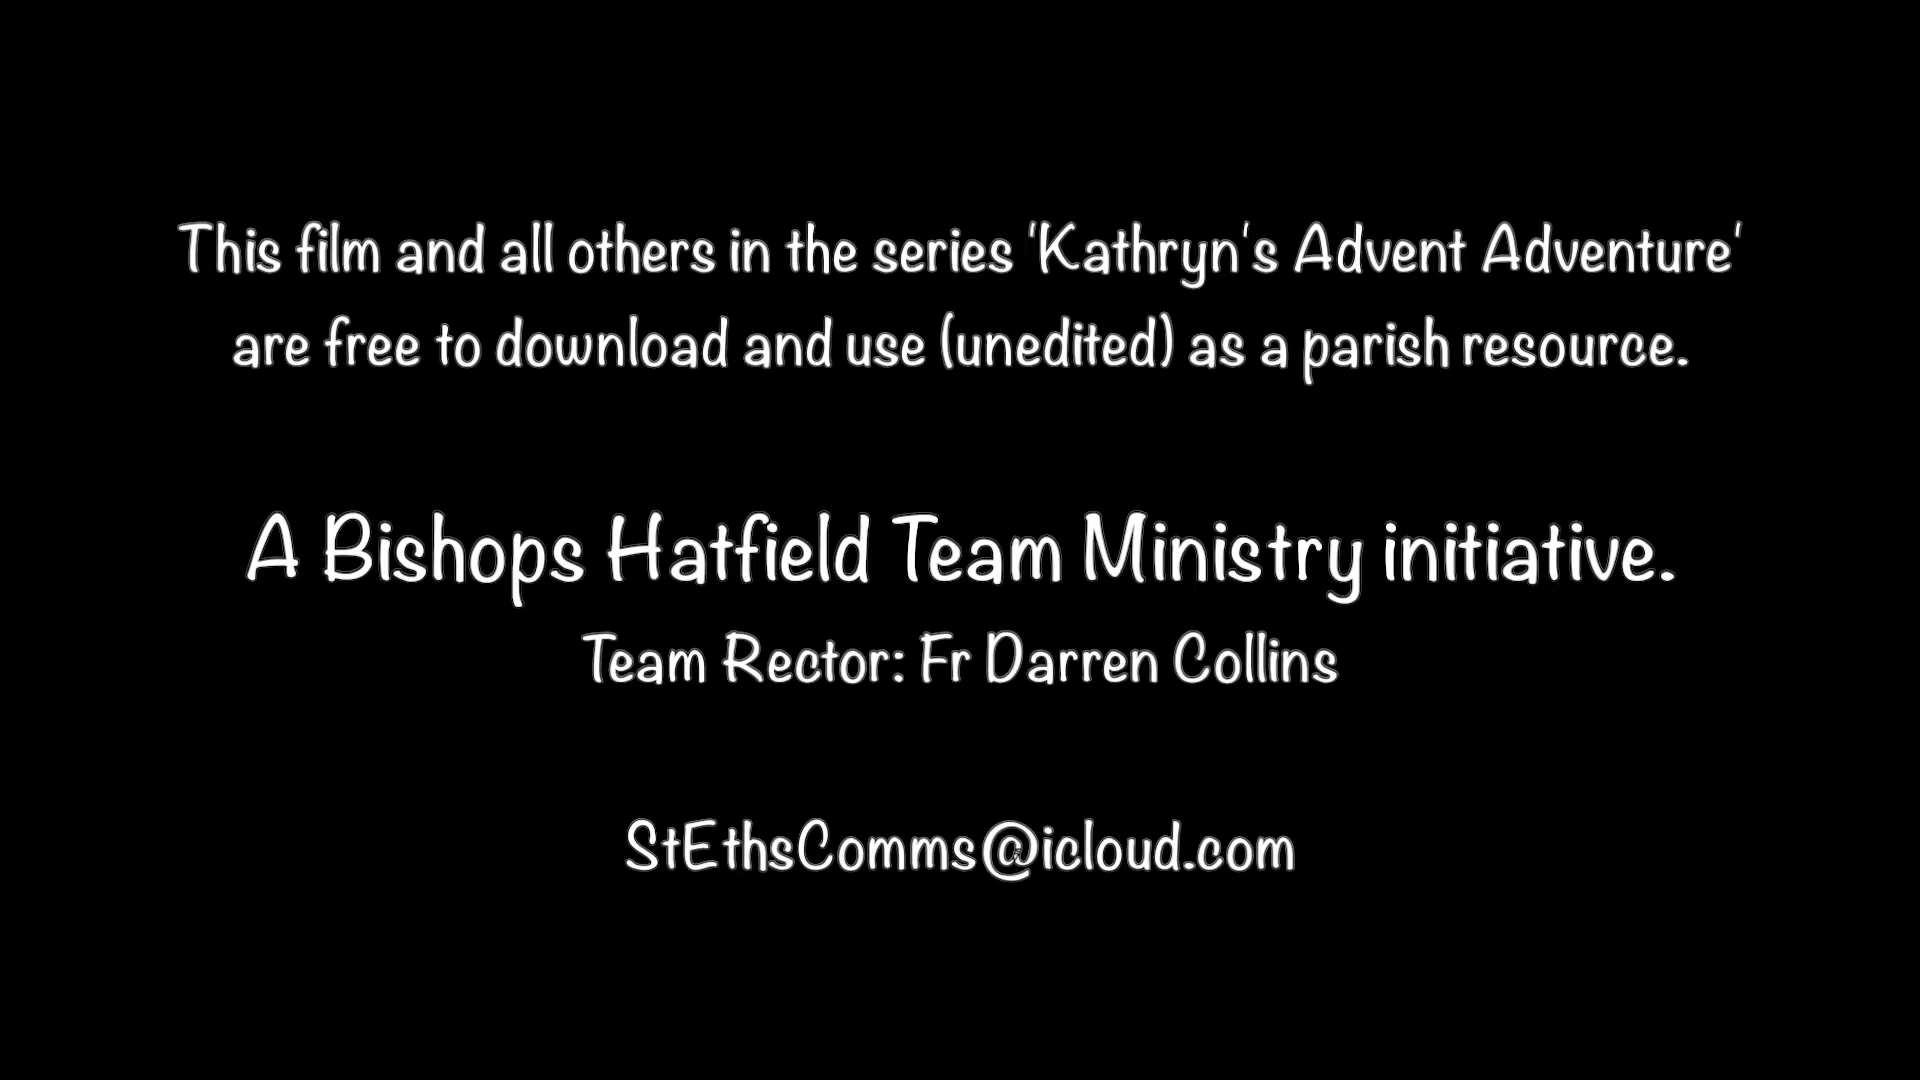 This film and all others in the series 'Kathryn's Advent Adventure'
are free to download and use (unedited) as a parish resource.
A Bishops Hatfield Team Ministry initiative.
Team Rector: Fr Darren Collins
StEthsComms@icloud.com